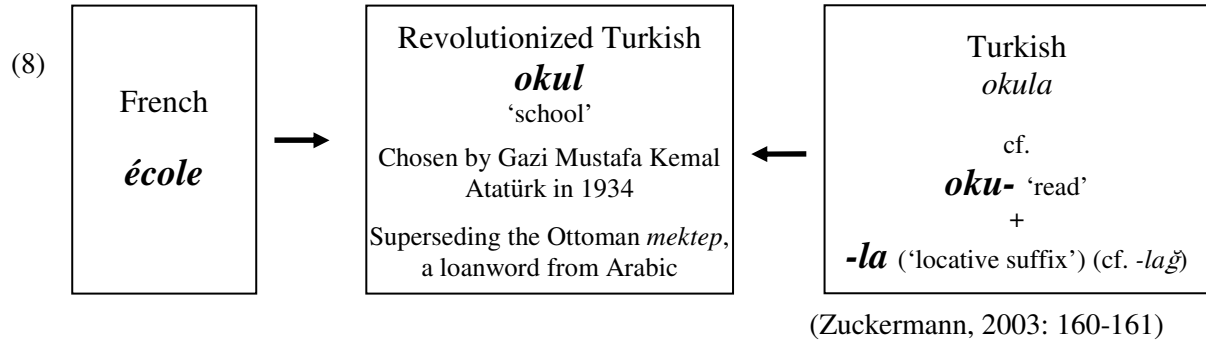 (8)
French
école
Revolutionized Turkish
okul
‘school’
Chosen by Gazi Mustafa Kemal
Atatürk in 1934
Superseding the Ottoman mektep,
a loanword from Arabic
Turkish
okula
cf.
oku- ‘read’
+
-la (‘locative suffix’) (cf. -lağ)
(Zuckermann, 2003: 160-161)